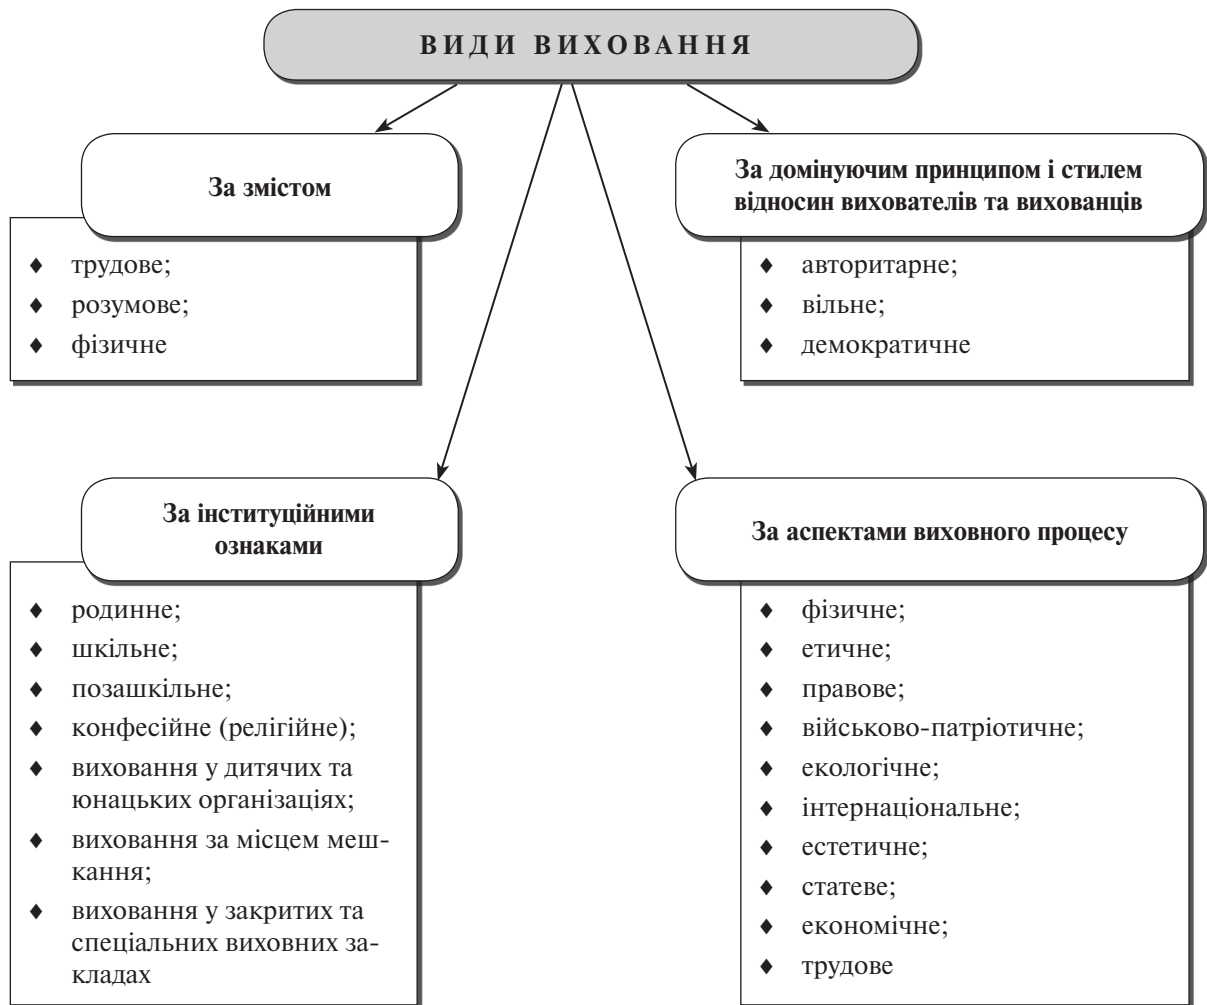 ВИДИ ВИХОВАННЯ
За змістом
♦ трудове;
♦ розумове;
♦ фізичне
За домінуючим принципом і стилем
відносин вихователів та вихованців
♦ авторитарне;
♦ вільне;
♦ демократичне
За інституційними
ознаками
♦ родинне;
♦ шкільне;
♦ позашкільне;
♦ конфесійне (релігійне);
♦ виховання у дитячих та
юнацьких організаціях;
♦ виховання за місцем меш-
кання;
♦ виховання у закритих та
спеціальних виховних за-
кладах
За аспектами виховного процесу
♦ фізичне;
♦ етичне;
♦ правове;
♦ військово-патріотичне;
♦ екологічне;
♦ інтернаціональне;
♦ естетичне;
♦ статеве;
♦ економічне;
♦ трудове